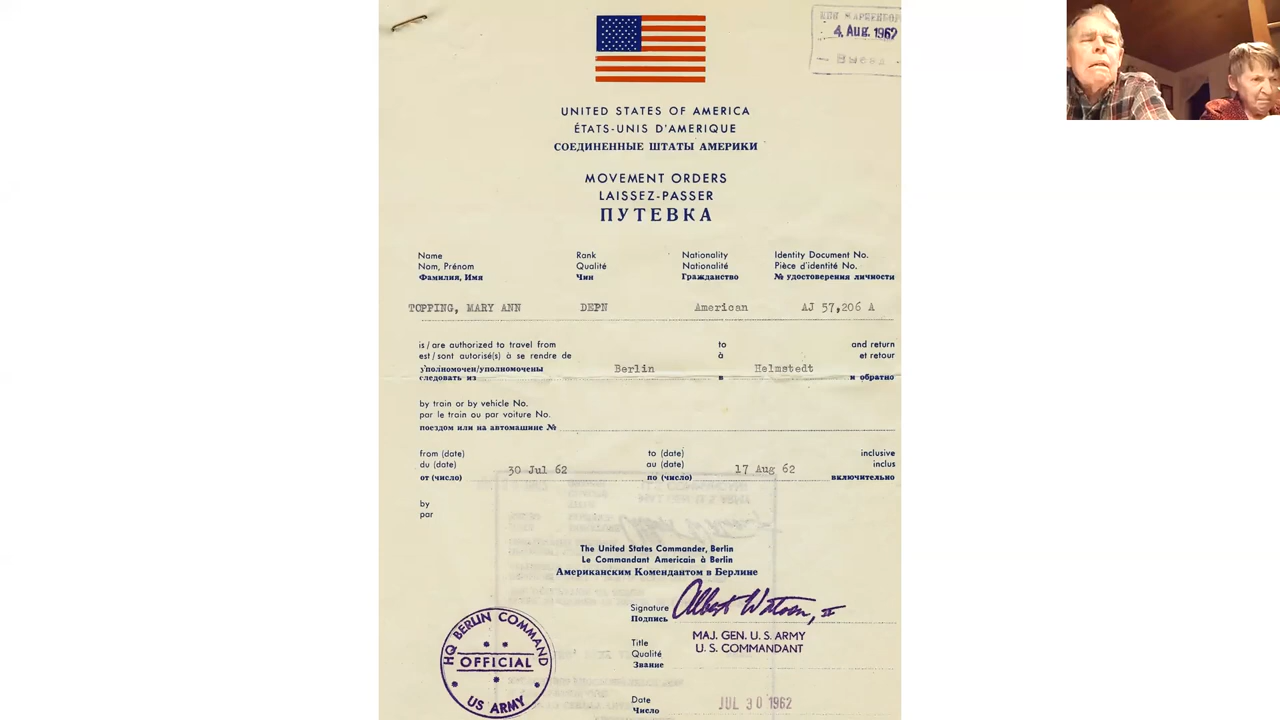 4. AUG. 1962
UNITED STATES OF AMERICA
ÉTATS-UNIS D'AMERIQUE
СОЕДИНЕННЫЕ ШТАТЫ АМЕРИКИ
MOVEMENT ORDERS
LAISSEZ-PASSER
ПУТЕВКА
Name Rank Nationality Identity Document No.
Nom, Prénom Qualité Nationalité Pièce d'identité No.
Фамилия, Имя Чин Гражданство № удостоверения личности
TOPPING, MARY ANN DEPN American AJ 57,206 A
is/are authorized to travel from to and return
est/sont autorisé(s) à se rendre de à et retour
уполномочен/уполномочены Berlin Helmstedt
следовать из в и обратно
by train or by vehicle No.
par le train ou par voiture No.
поездом или на автомашине №
from (date) to (date) inclusive
du (date) 30 Jul 62 au (date) 17 Aug 62 inclus
от (число) по (число) включительно
by
par
The United States Commander, Berlin
Le Commandant Americain à Berlin
Американским Комендантом в Берлине
Signature Albert Watson, II
Подпись
MAJ. GEN. U. S. ARMY
Title U. S. COMMANDANT
Qualité
Звание
HQ BERLIN COMMAND
OFFICIAL
US ARMY
Date JUL 30 1962
Число